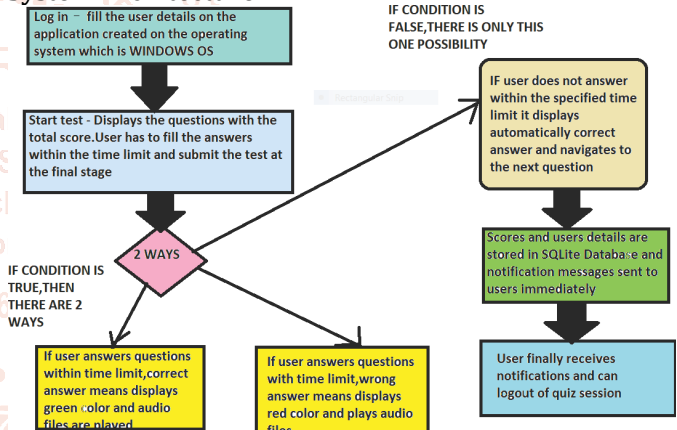 Log in – fill the user details on the
application created on the operating
system which is WINDOWS OS
IF CONDITION IS
FALSE,THERE IS ONLY THIS
ONE POSSIBILITY
Start test - Displays the questions with the
total score.User has to fill the answers
within the time limit and submit the test at
the final stage
IF user does not answer
within the specified time
limit it displays
automatically correct
answer and navigates to
the next question
Rectangular Snip
2 WAYS
IF CONDITION IS
TRUE,THEN
THERE ARE 2
WAYS
Scores and users details are
stored in SQLite Database and
notification messages sent to
users immediately
If user answers questions
within time limit,correct
answer means displays
green color and audio
files are played
If user answers questions
with time limit,wrong
answer means displays
red color and plays audio
files
User finally receives
notifications and can
logout of quiz session